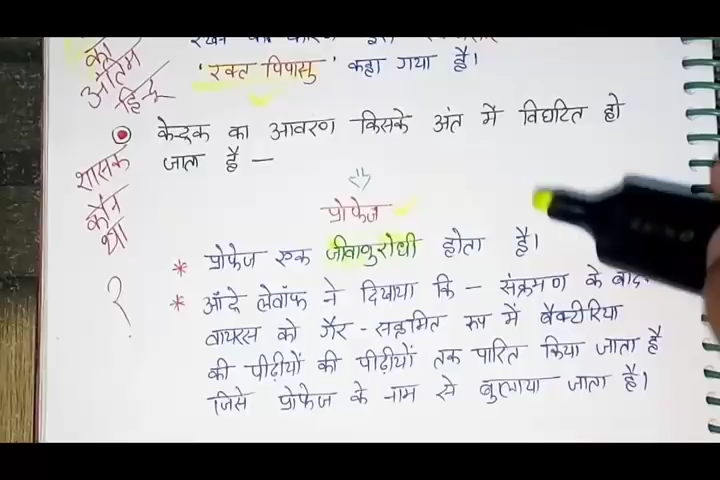 'रक्त पिपासु' कहा गया है।
केन्द्रक का आवरण किसके अंत में विघटित हो
जाता है –
प्रोफेज
* प्रोफेज एक जीवाणुरोधी होता है।
* आंद्रे लेवॉफ ने दिखाया कि – संक्रमण के बाद
वायरस को गैर-संक्रमित रूप में बैक्टीरिया
की पीढ़ीयों की पीढ़ीयों तक पारित किया जाता है
जिसे प्रोफेज के नाम से बुलाया जाता है।
का
अंतिम
हिन्दू
शासक
कौन
था
?